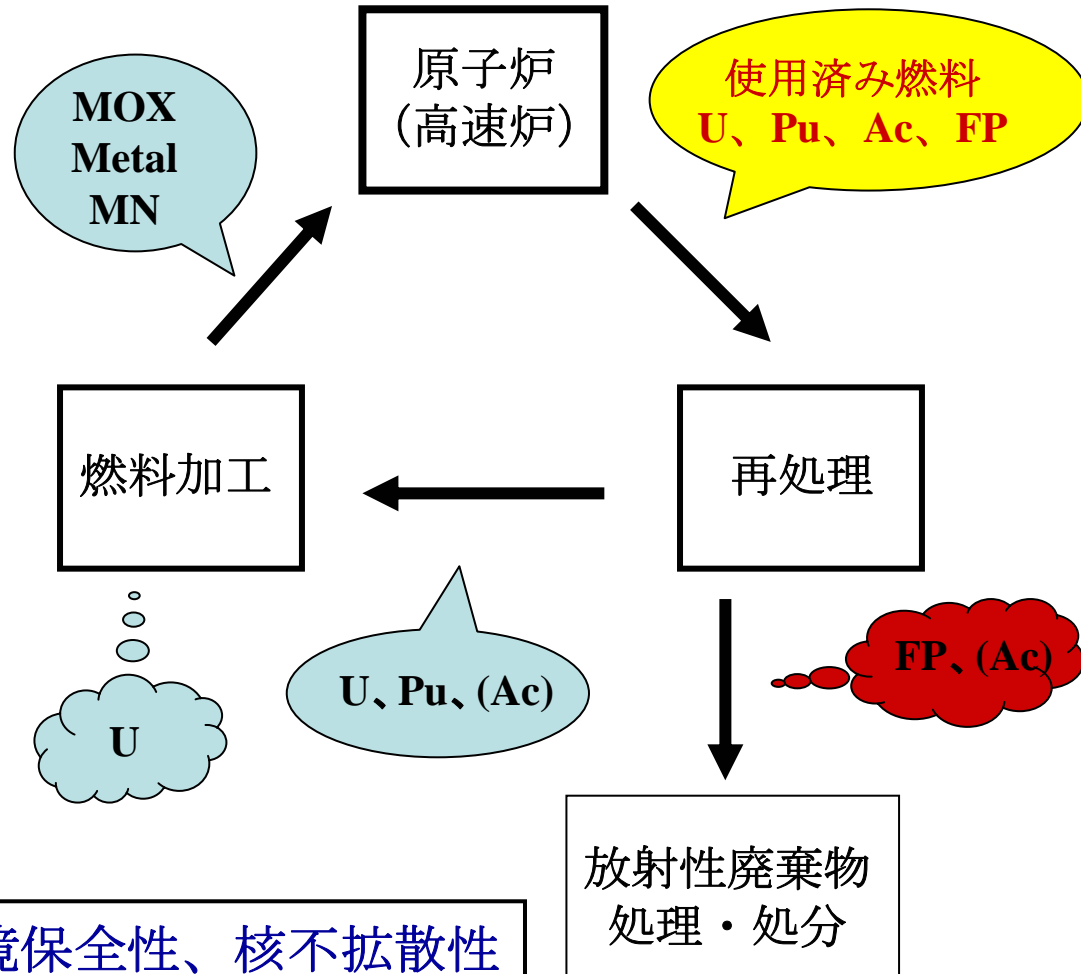 原子炉
(高速炉)
使用済み燃料
U、Pu、Ac、FP
MOX
Metal
MN
燃料加工
再処理
U、Pu、(Ac)
FP、(Ac)
U
放射性廃棄物
処理・処分
境保全性、核不拡散性